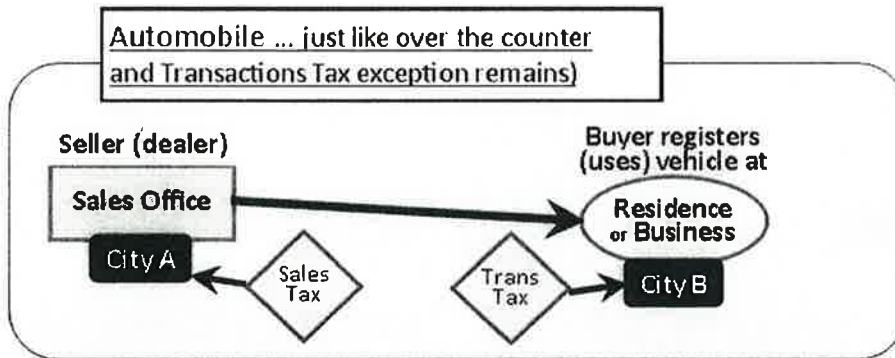 Automobile ... just like over the counter
and Transactions Tax exception remains)
Seller (dealer)
Sales Office
City A
Sales
Tax
Trans
Tax
Buyer registers
(uses) vehicle at
Residence
or Business
City B